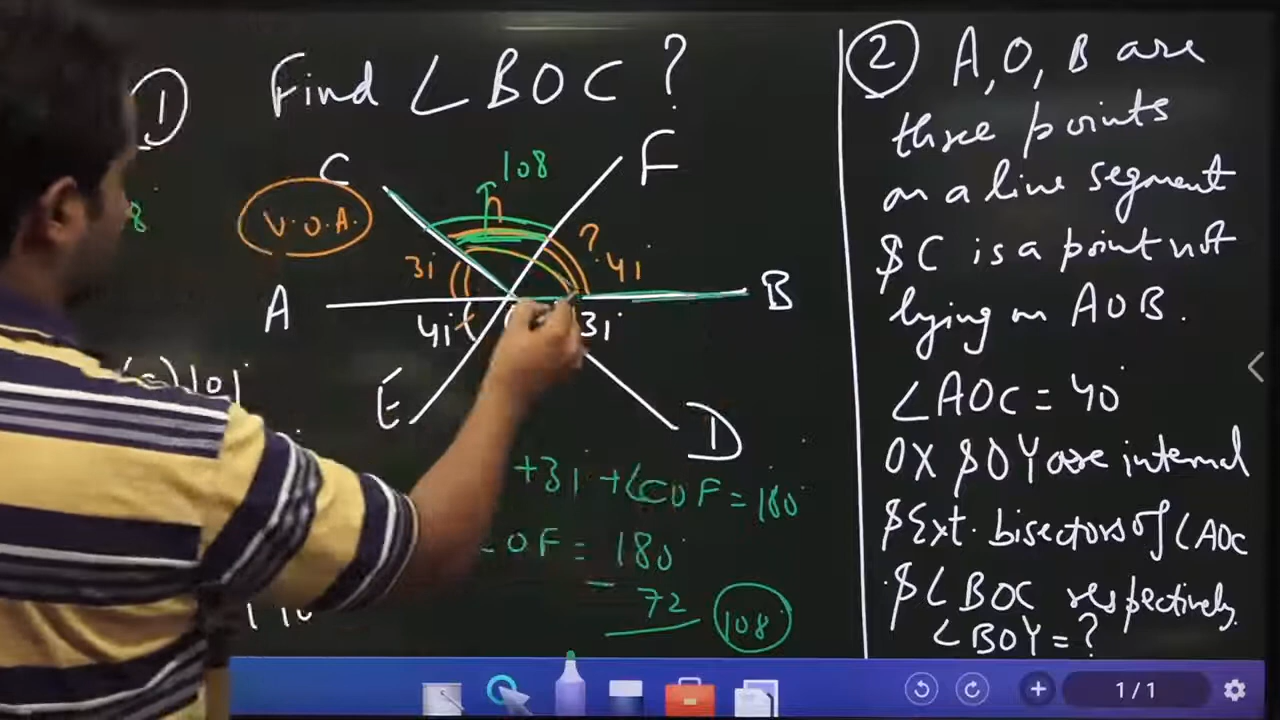 1
Find ∠BOC ?
C
108
F
V.O.A.
?
31
41
A
B
41
31
E
D
+31 +∠COF = 180
OF = 180
- 72
108
2 A, O, B are
three points
on a line segment
& C is a point not
lying on AOB.
∠AOC = 40
OX & OY are internal
& Ext. bisectors of ∠AOC
& ∠BOC respectively.
∠BOY = ?
1/1